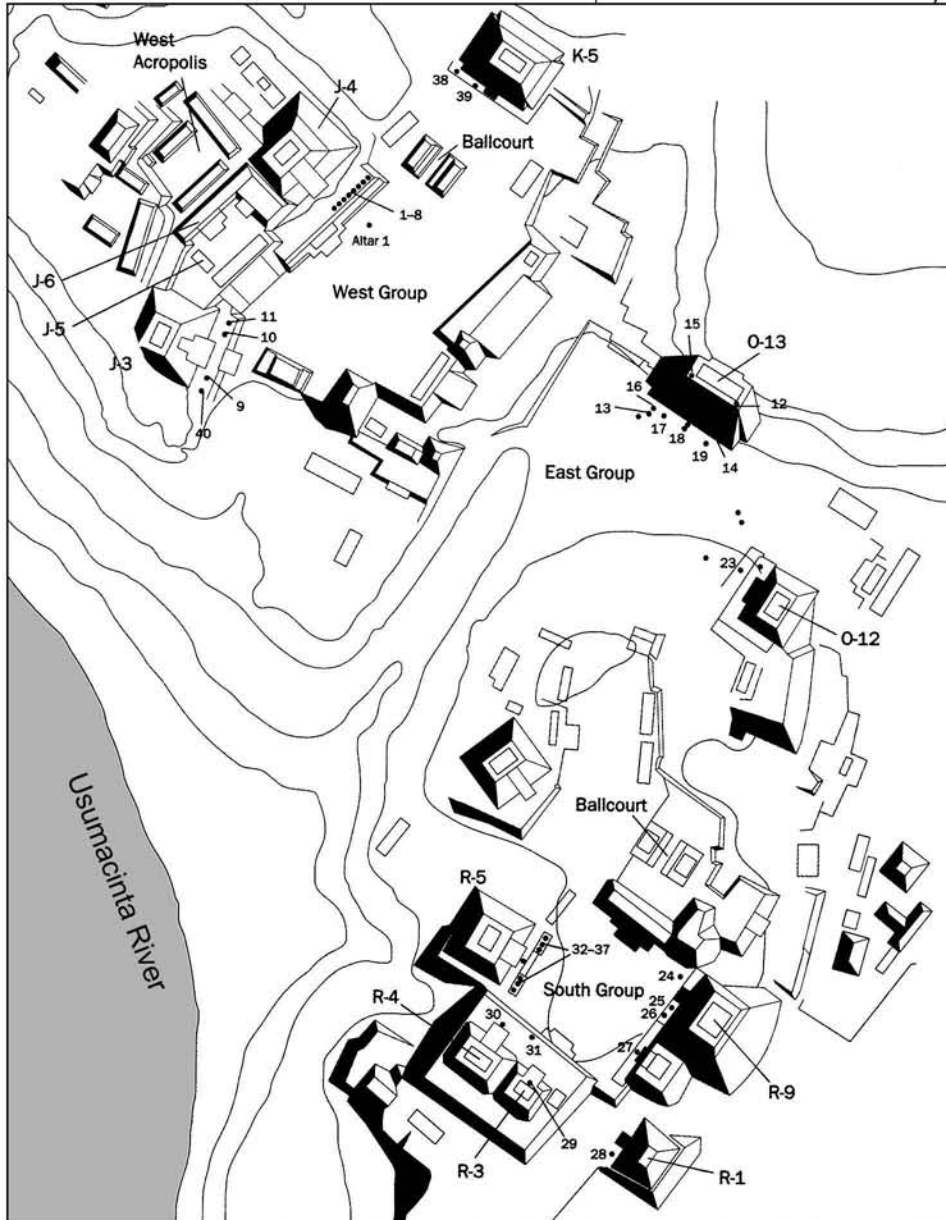 West
Acropolis
J-4
K-5
38
39
Ballcourt
1–8
Altar 1
J-6
West Group
J-5
11
10
J-3
9
40
15
O-13
16
12
13
17
18
19
14
East Group
23
O-12
Usumacinta River
Ballcourt
R-5
32–37
24
South Group
R-4
25
26
30
31
27
R-9
29
R-3
28
R-1